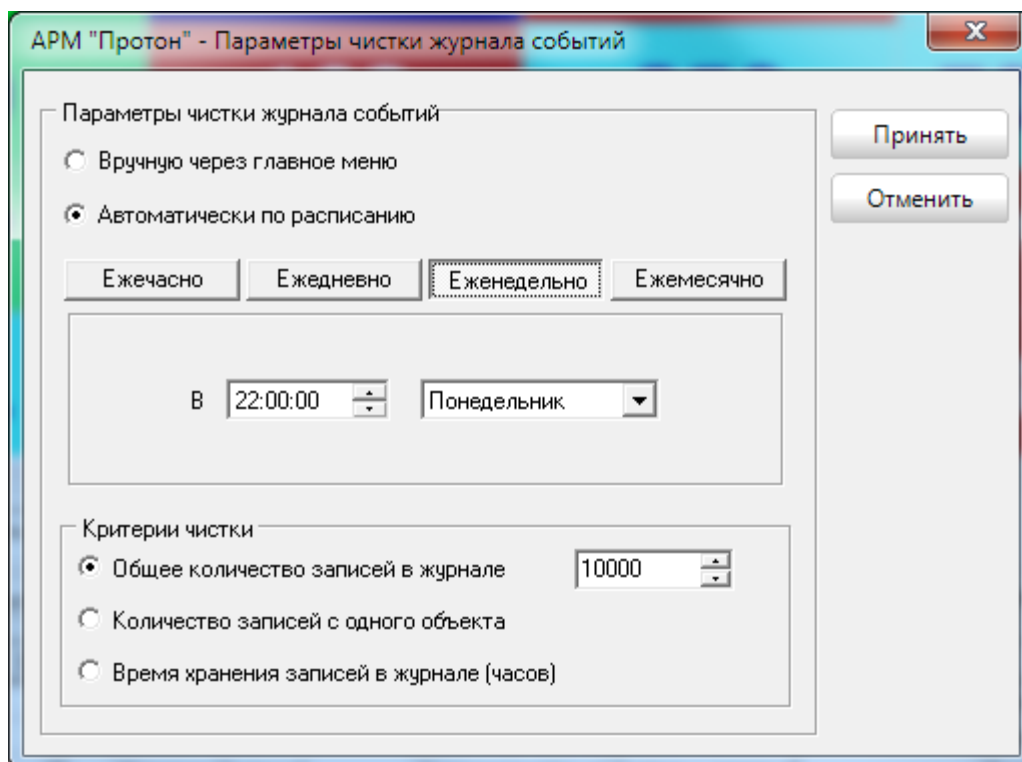 АРМ "Протон" - Параметры чистки журнала событий
Параметры чистки журнала событий
Вручную через главное меню
Автоматически по расписанию
Ежечасно Ежедневно Еженедельно Ежемесячно
В 22:00:00 Понедельник
Критерии чистки
Общее количество записей в журнале 10000
Количество записей с одного объекта
Время хранения записей в журнале (часов)
Принять
Отменить